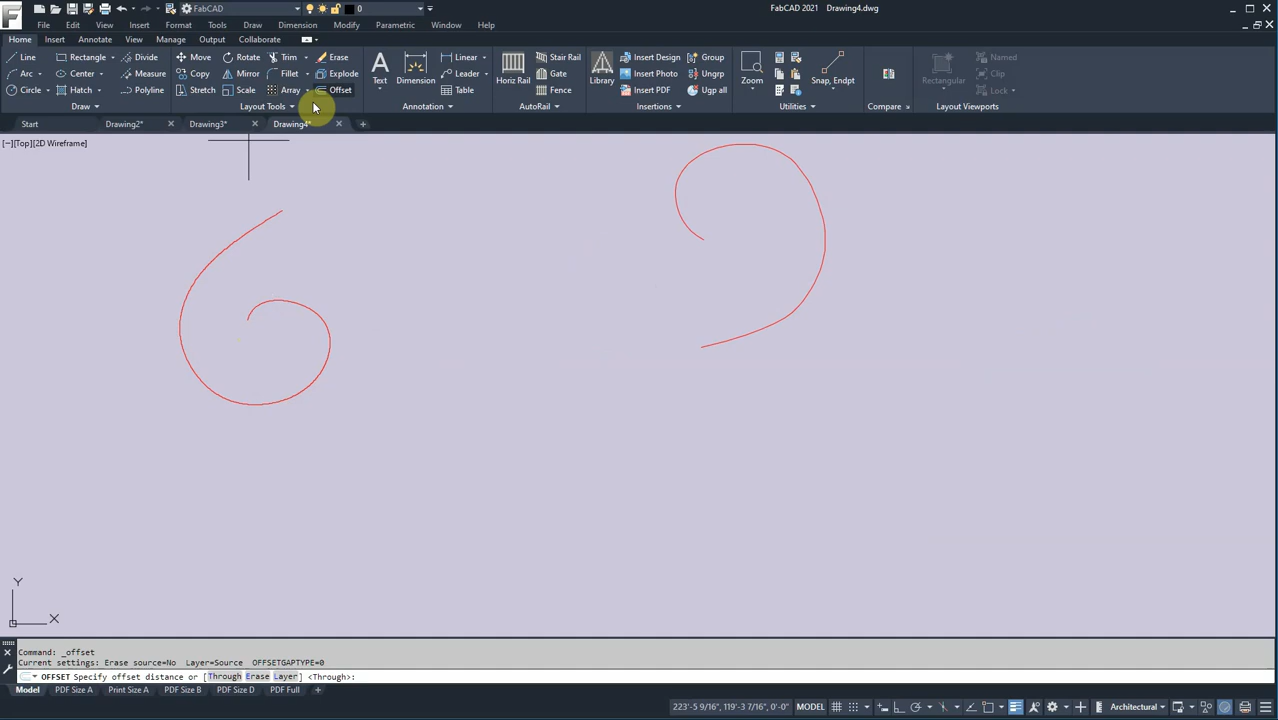 F FabCAD 0 FabCAD 2021 Drawing4.dwg
File Edit View Insert Format Tools Draw Dimension Modify Parametric Window Help
Home Insert Annotate View Manage Output Collaborate
Line Rectangle Divide Move Rotate Trim Erase Linear Stair Rail Insert Design Group Named
Arc Center Measure Copy Mirror Fillet Explode Text Dimension Leader Horiz Rail Gate Library Insert Photo Ungrp Zoom Snap, Endpt Rectangular Join
Circle Hatch Polyline Stretch Scale Array Offset Table Fence Insert PDF Ugp all Lock
Draw Layout Tools Annotation AutoRail Insertions Utilities Compare Layout Viewports
Start Drawing2* Drawing3* Drawing4*
[−][Top][2D Wireframe]
Y
X
Command: _offset
Current settings: Erase source=No Layer=Source OFFSETGAPTYPE=0
OFFSET Specify offset distance or [Through Erase Layer] <Through>:
Model PDF Size A Print Size A PDF Size B PDF Size D PDF Full
223'-5 9/16", 119'-3 7/16", 0'-0" MODEL Architectural